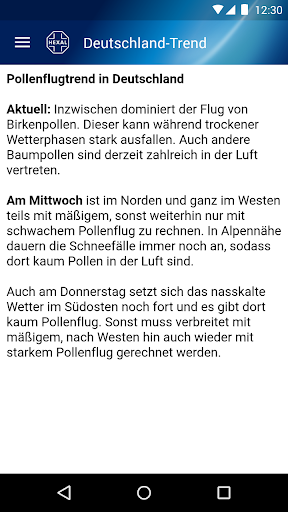 12:30
HEXAL
Deutschland-Trend
Pollenflugtrend in Deutschland
Aktuell: Inzwischen dominiert der Flug von
Birkenpollen. Dieser kann während trockener
Wetterphasen stark ausfallen. Auch andere
Baumpollen sind derzeit zahlreich in der Luft
vertreten.
Am Mittwoch ist im Norden und ganz im Westen
teils mit mäßigem, sonst weiterhin nur mit
schwachem Pollenflug zu rechnen. In Alpennähe
dauern die Schneefälle immer noch an, sodass
dort kaum Pollen in der Luft sind.
Auch am Donnerstag setzt sich das nasskalte
Wetter im Südosten noch fort und es gibt dort
kaum Pollenflug. Sonst muss verbreitet mit
mäßigem, nach Westen hin auch wieder mit
starkem Pollenflug gerechnet werden.